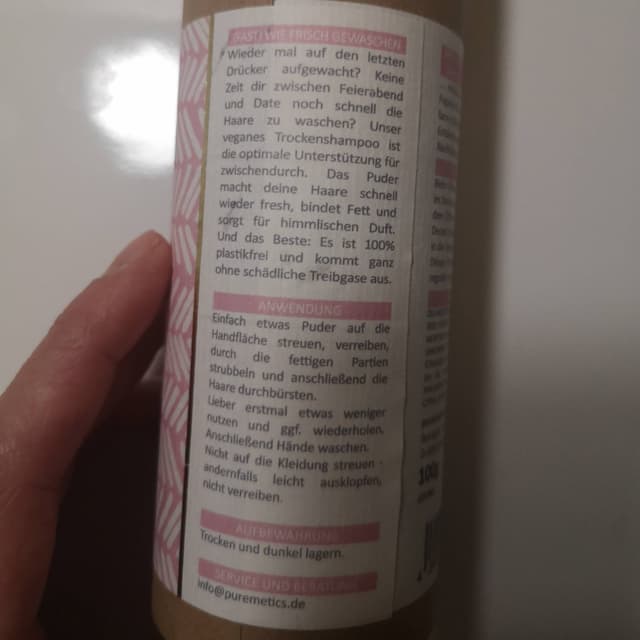 (FAST) WIE FRISCH GEWASCHEN
Wieder mal auf den letzten
Drücker aufgewacht? Keine
Zeit dir zwischen Feierabend
und Date noch schnell die
Haare zu waschen? Unser
veganes Trockenshampoo ist
die optimale Unterstützung für
zwischendurch. Das Puder
macht deine Haare schnell
wieder fresh, bindet Fett und
sorgt für himmlischen Duft.
Und das Beste: Es ist 100%
plastikfrei und kommt ganz
ohne schädliche Treibgase aus.
ANWENDUNG
Einfach etwas Puder auf die
Handfläche streuen, verreiben,
durch die fettigen Partien
strubbeln und anschließend die
Haare durchbürsten.
Lieber erstmal etwas weniger
nutzen und ggf. wiederholen.
Anschließend Hände waschen.
Nicht auf die Kleidung streuen -
andernfalls leicht ausklopfen,
nicht verreiben.
AUFBEWAHRUNG
Trocken und dunkel lagern.
SERVICE UND BERATUNG
info@puremetics.de
100g